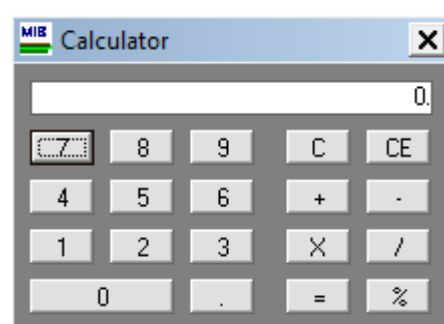 MIB Calculator
0.
7 8 9 C CE
4 5 6 + -
1 2 3 X /
0 . = %